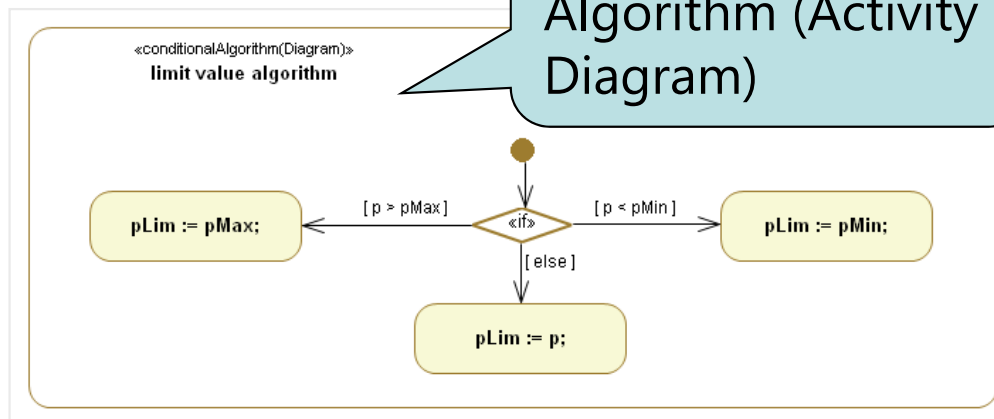 Algorithm (Activity
Diagram)
«conditionalAlgorithm(Diagram)»
limit value algorithm
[ p > pMax ]
«if»
[ p < pMin ]
pLim := pMax;
pLim := pMin;
[ else ]
pLim := p;